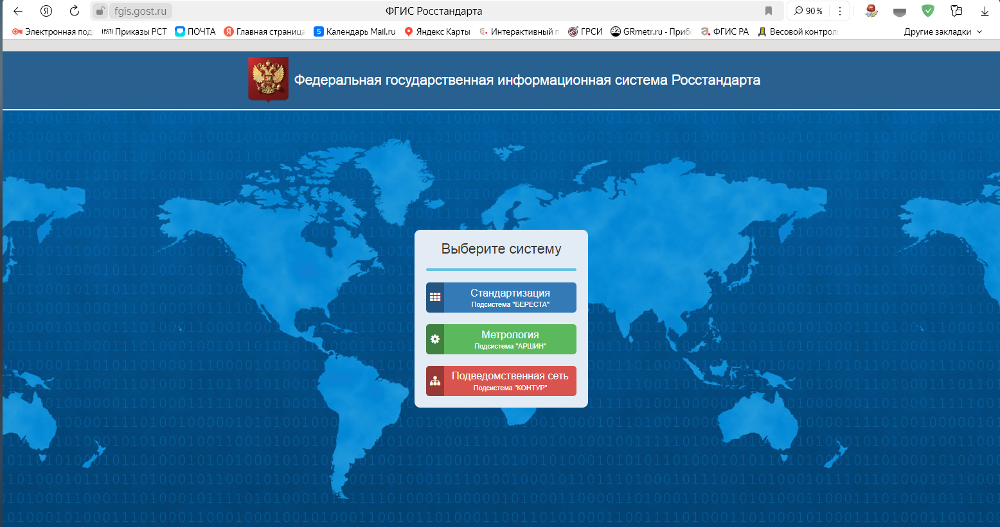 fgis.gost.ru
ФГИС Росстандарта
90 %
Электронная под
Приказы РСТ
ПОЧТА
Главная страница
5 Календарь Mail.ru
Яндекс Карты
Интерактивный п
ГРСИ
GRmetr.ru - Прибо
ФГИС РА
Весовой контроль
Другие закладки
Федеральная государственная информационная система Росстандарта
Выберите систему
Стандартизация
Подсистема "БЕРЕСТА"
Метрология
Подсистема "АРШИН"
Подведомственная сеть
Подсистема "КОНТУР"